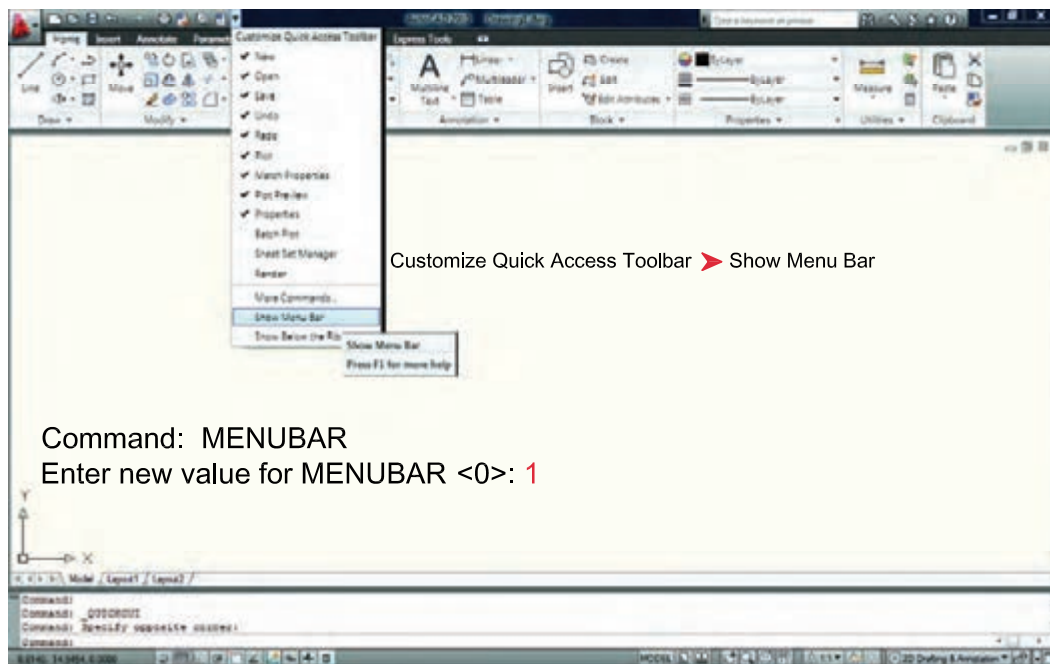 Customize Quick Access Toolbar
Home Insert Annotate Express Tools
New
Open
Save
Undo
Redo
Plot
Match Properties
Plot Preview
Properties
Batch Plot
Sheet Set Manager
Render
More Commands...
Show Menu Bar
Show Below the
Show Menu Bar
Press F1 for more help
Line Move Multiline Text Multileader Table Insert Create Edit Edit Attributes ByLayer ByLayer ByLayer Measure Paste
Draw Modify Annotation Block Properties Utilities Clipboard
Customize Quick Access Toolbar Show Menu Bar
Command: MENUBAR
Enter new value for MENUBAR <0>: 1
Y
X
Model / Layout1 / Layout2 /
Command:
Command:
Command: Specify opposite corner:
Command:
MODEL 2D Drafting & Annotation